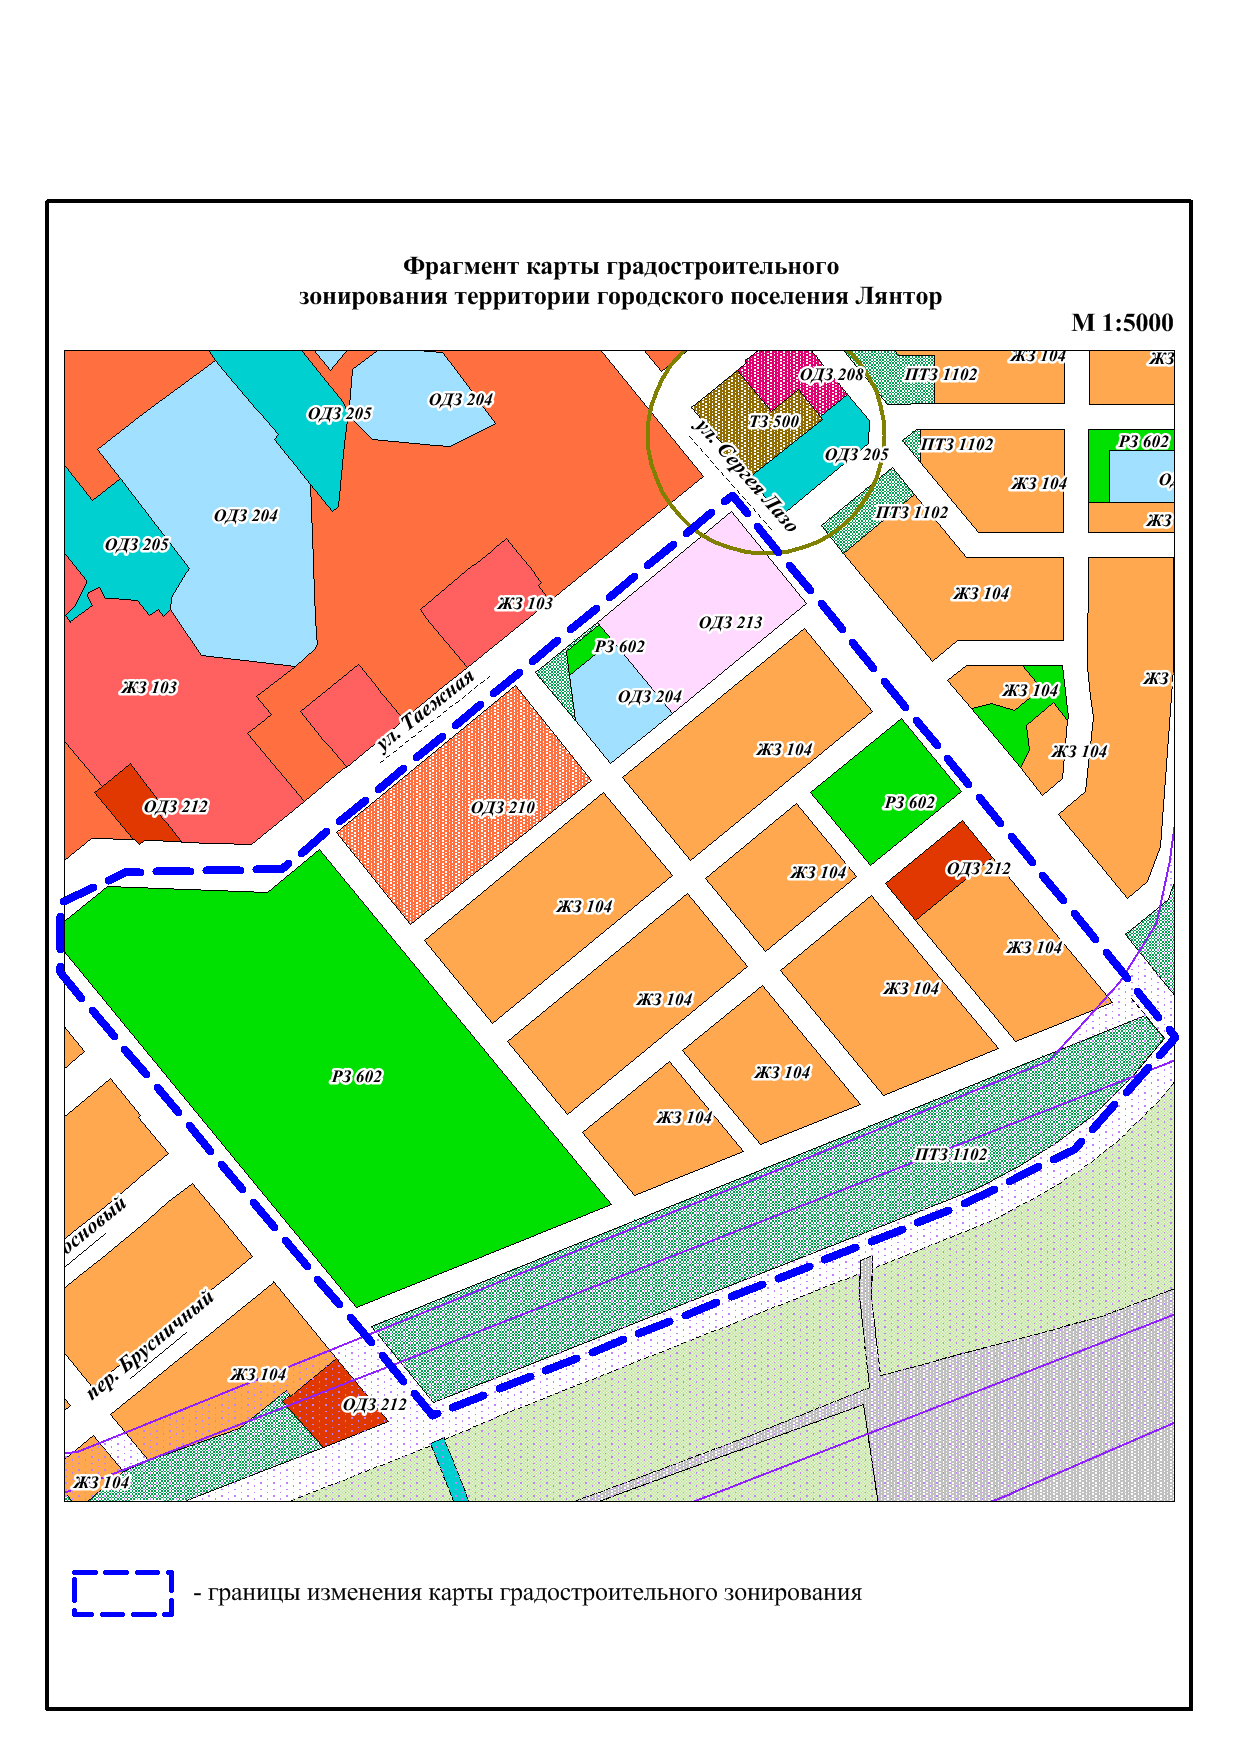 Фрагмент карты градостроительного
зонирования территории городского поселения Лянтор
М 1:5000
ЖЗ 104
ЖЗ
ОДЗ 208
ПТЗ 1102
ОДЗ 204
ОДЗ 205
ТЗ 500
ул. Сергея Лазо
ПТЗ 1102
РЗ 602
ОДЗ 205
ЖЗ 104
ОДЗ 204
ПТЗ 1102
ЖЗ
ОДЗ 205
ЖЗ 104
ЖЗ 103
ОДЗ 213
РЗ 602
ЖЗ 103
ОДЗ 204
ЖЗ 104
ЖЗ
ул. Таежная
ЖЗ 104
ЖЗ 104
ОДЗ 212
ОДЗ 210
РЗ 602
ЖЗ 104
ОДЗ 212
ЖЗ 104
ЖЗ 104
ЖЗ 104
ЖЗ 104
РЗ 602
ЖЗ 104
ЖЗ 104
ПТЗ 1102
основый
пер. Брусничный
ЖЗ 104
ОДЗ 212
ЖЗ 104
- границы изменения карты градостроительного зонирования